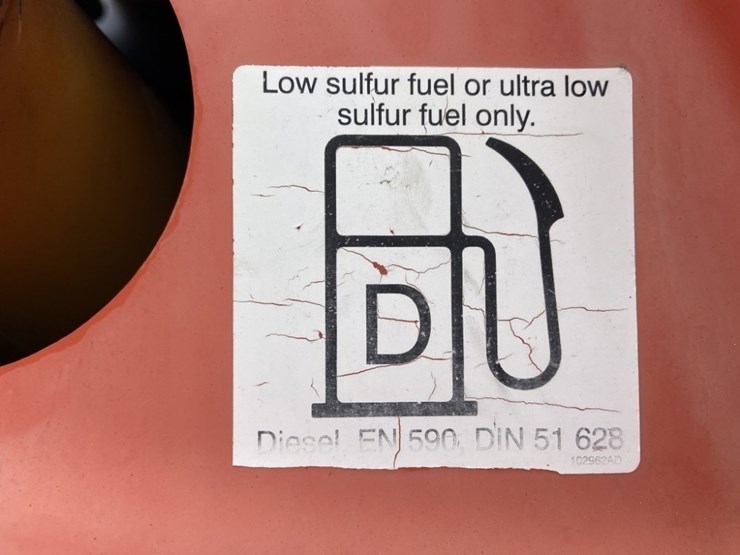 Low sulfur fuel or ultra low
sulfur fuel only.
D
Diesel EN 590, DIN 51 628
102962AD